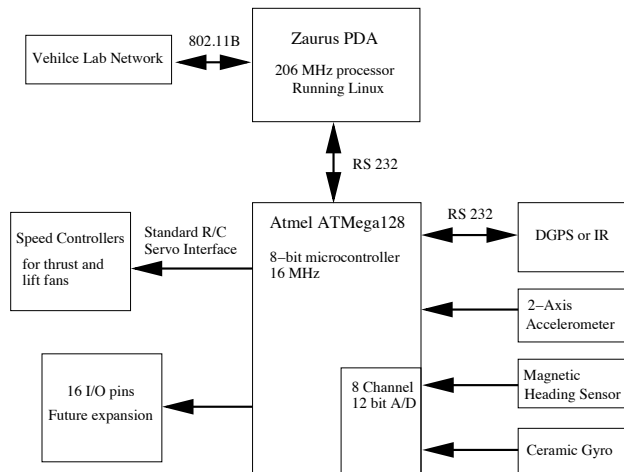 802.11B
Vehilce Lab Network
Zaurus PDA
206 MHz processor
Running Linux
RS 232
Atmel ATMega128
8−bit microcontroller
16 MHz
Speed Controllers
for thrust and
lift fans
Standard R/C
Servo Interface
RS 232
DGPS or IR
2−Axis
Accelerometer
16 I/O pins
Future expansion
8 Channel
12 bit A/D
Magnetic
Heading Sensor
Ceramic Gyro